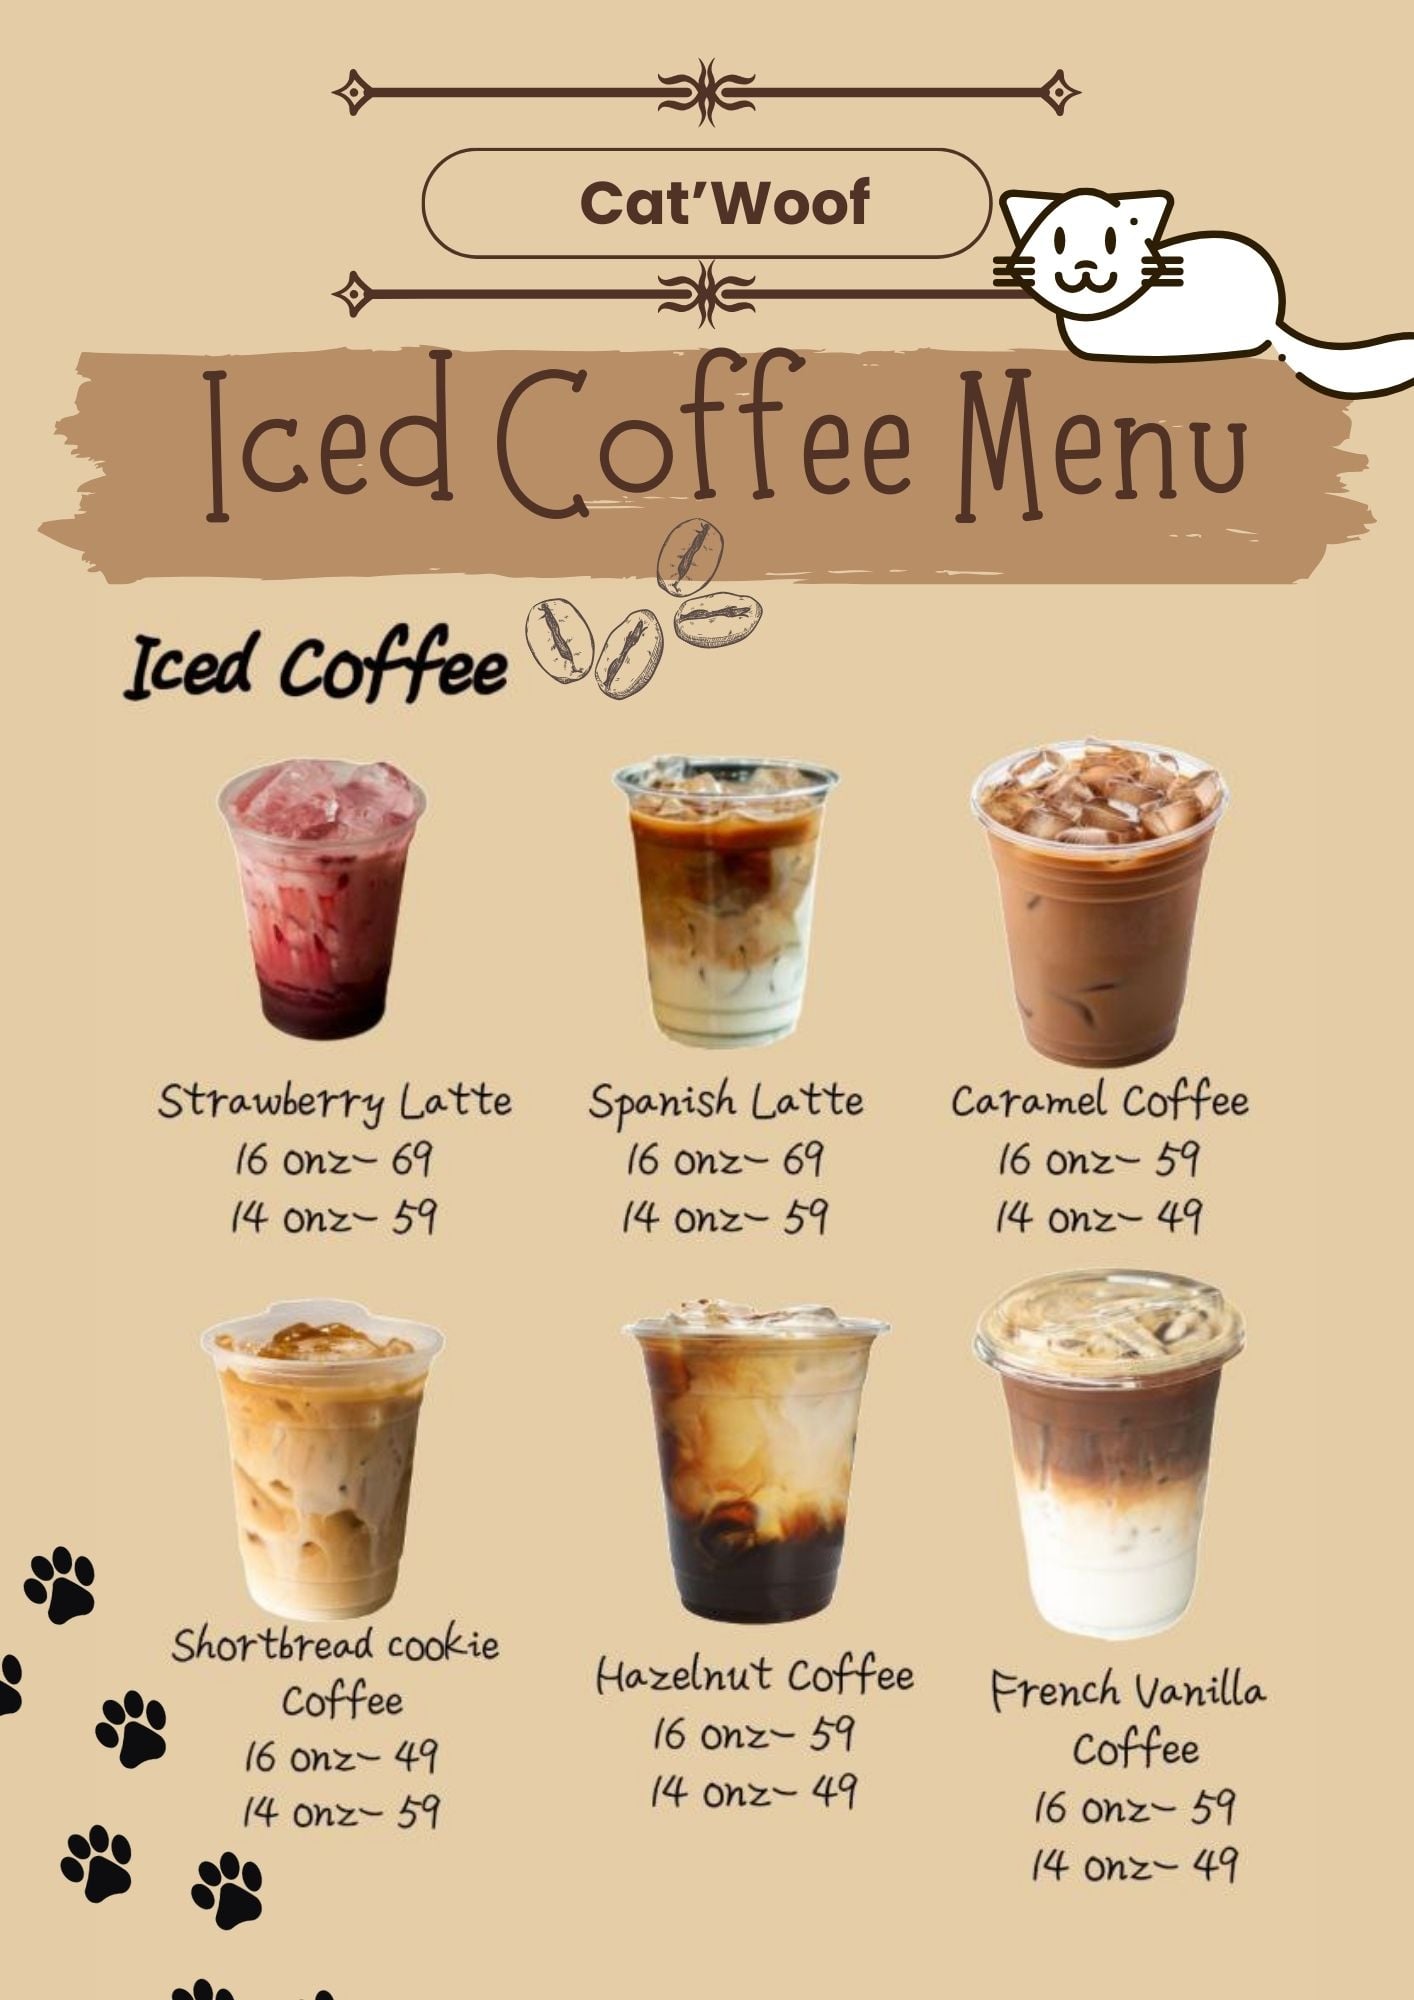 Cat'Woof
Iced Coffee Menu
Iced Coffee
Strawberry Latte
16 onz~ 69
14 onz~ 59
Spanish Latte
16 onz~ 69
14 onz~ 59
Caramel Coffee
16 onz~ 59
14 onz~ 49
Shortbread cookie
Coffee
16 onz~ 49
14 onz~ 59
Hazelnut Coffee
16 onz~ 59
14 onz~ 49
French Vanilla
Coffee
16 onz~ 59
14 onz~ 49